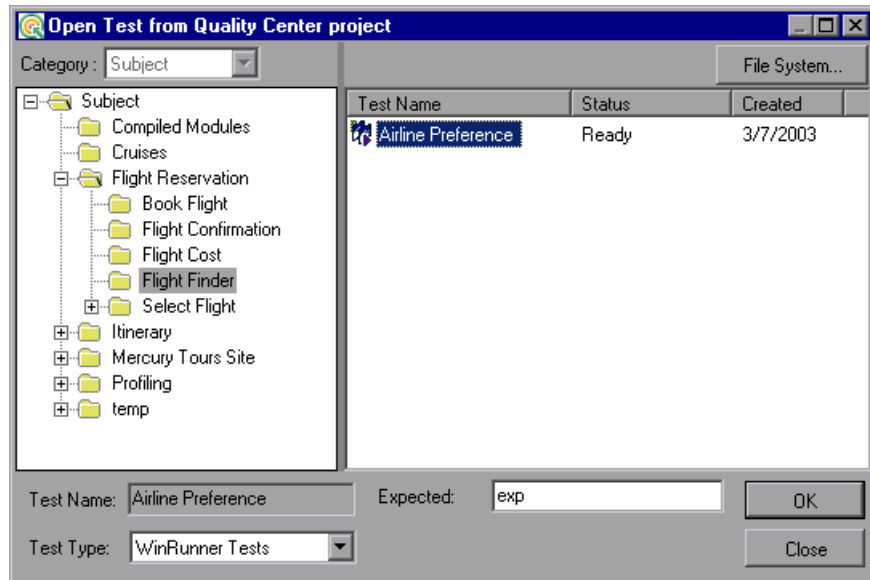 Open Test from Quality Center project
Category : Subject
File System...
Subject
Compiled Modules
Cruises
Flight Reservation
Book Flight
Flight Confirmation
Flight Cost
Flight Finder
Select Flight
Itinerary
Mercury Tours Site
Profiling
temp
Test Name Status Created
Airline Preference Ready 3/7/2003
Test Name: Airline Preference Expected: exp OK
Test Type: WinRunner Tests Close